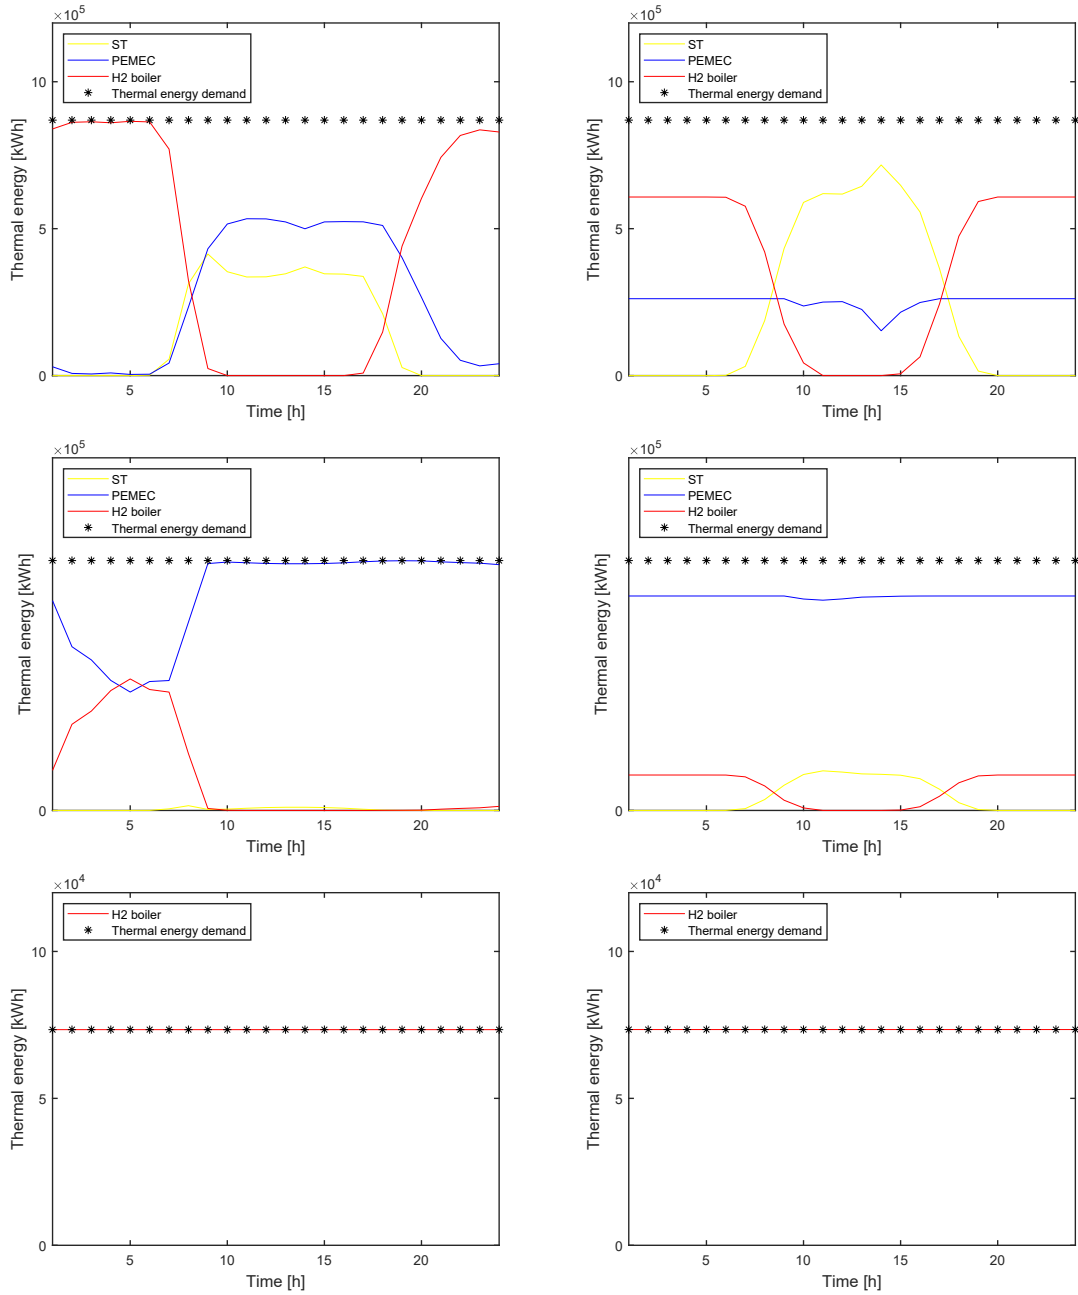 ×10⁵
ST
PEMEC
H2 boiler
Thermal energy demand
10
5
0
Thermal energy [kWh]
5 10 15 20
Time [h]
×10⁵
ST
PEMEC
H2 boiler
Thermal energy demand
10
5
0
Thermal energy [kWh]
5 10 15 20
Time [h]
×10⁵
ST
PEMEC
H2 boiler
Thermal energy demand
0
Thermal energy [kWh]
5 10 15 20
Time [h]
×10⁵
ST
PEMEC
H2 boiler
Thermal energy demand
0
Thermal energy [kWh]
5 10 15 20
Time [h]
×10⁴
H2 boiler
Thermal energy demand
10
5
0
Thermal energy [kWh]
5 10 15 20
Time [h]
×10⁴
H2 boiler
Thermal energy demand
10
5
0
Thermal energy [kWh]
5 10 15 20
Time [h]